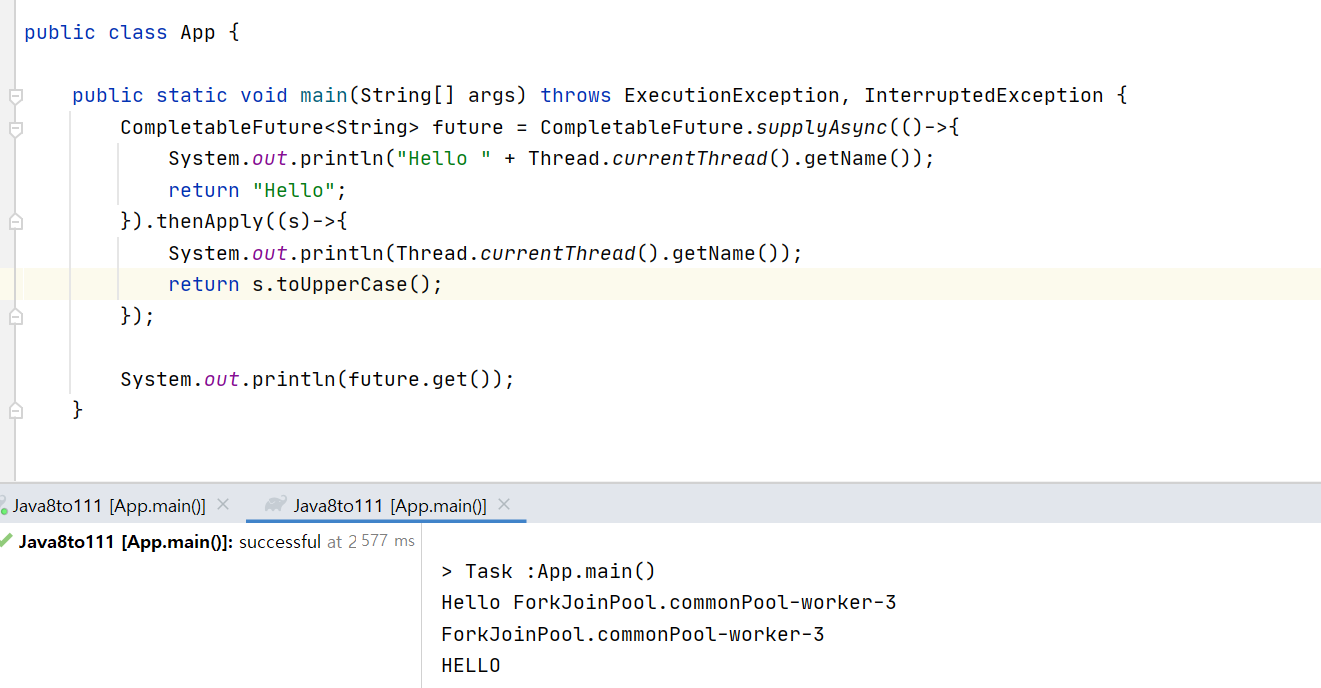 public class App {
public static void main(String[] args) throws ExecutionException, InterruptedException {
CompletableFuture<String> future = CompletableFuture.supplyAsync(()->{
System.out.println("Hello " + Thread.currentThread().getName());
return "Hello";
}).thenApply((s)->{
System.out.println(Thread.currentThread().getName());
return s.toUpperCase();
});
System.out.println(future.get());
}
Java8to111 [App.main()] × Java8to111 [App.main()] ×
Java8to111 [App.main()]: successful at 2 577 ms
> Task :App.main()
Hello ForkJoinPool.commonPool-worker-3
ForkJoinPool.commonPool-worker-3
HELLO